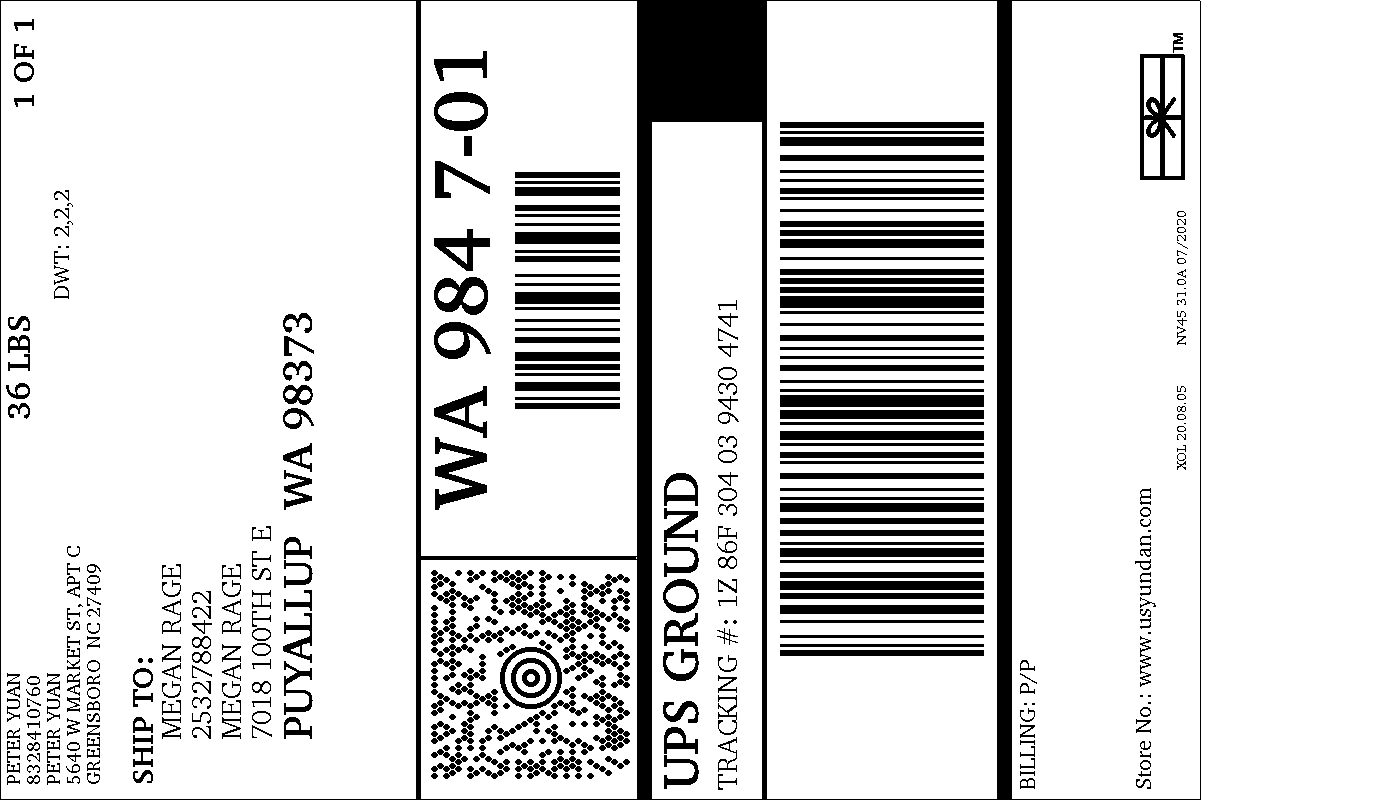 PETER YUAN
8328410760
PETER YUAN
5640 W MARKET ST, APT C
GREENSBORO NC 27409
36 LBS
1 OF 1
DWT: 2,2,2
SHIP TO:
MEGAN RAGE
2532788422
MEGAN RAGE
7018 100TH ST E
PUYALLUP WA 98373
WA 984 7-01
UPS GROUND
TRACKING #: 1Z 86F 304 03 9430 4741
BILLING: P/P
Store No.: www.usyundan.com
XOL 20.08.05
NV45 31.0A 07/2020
TM